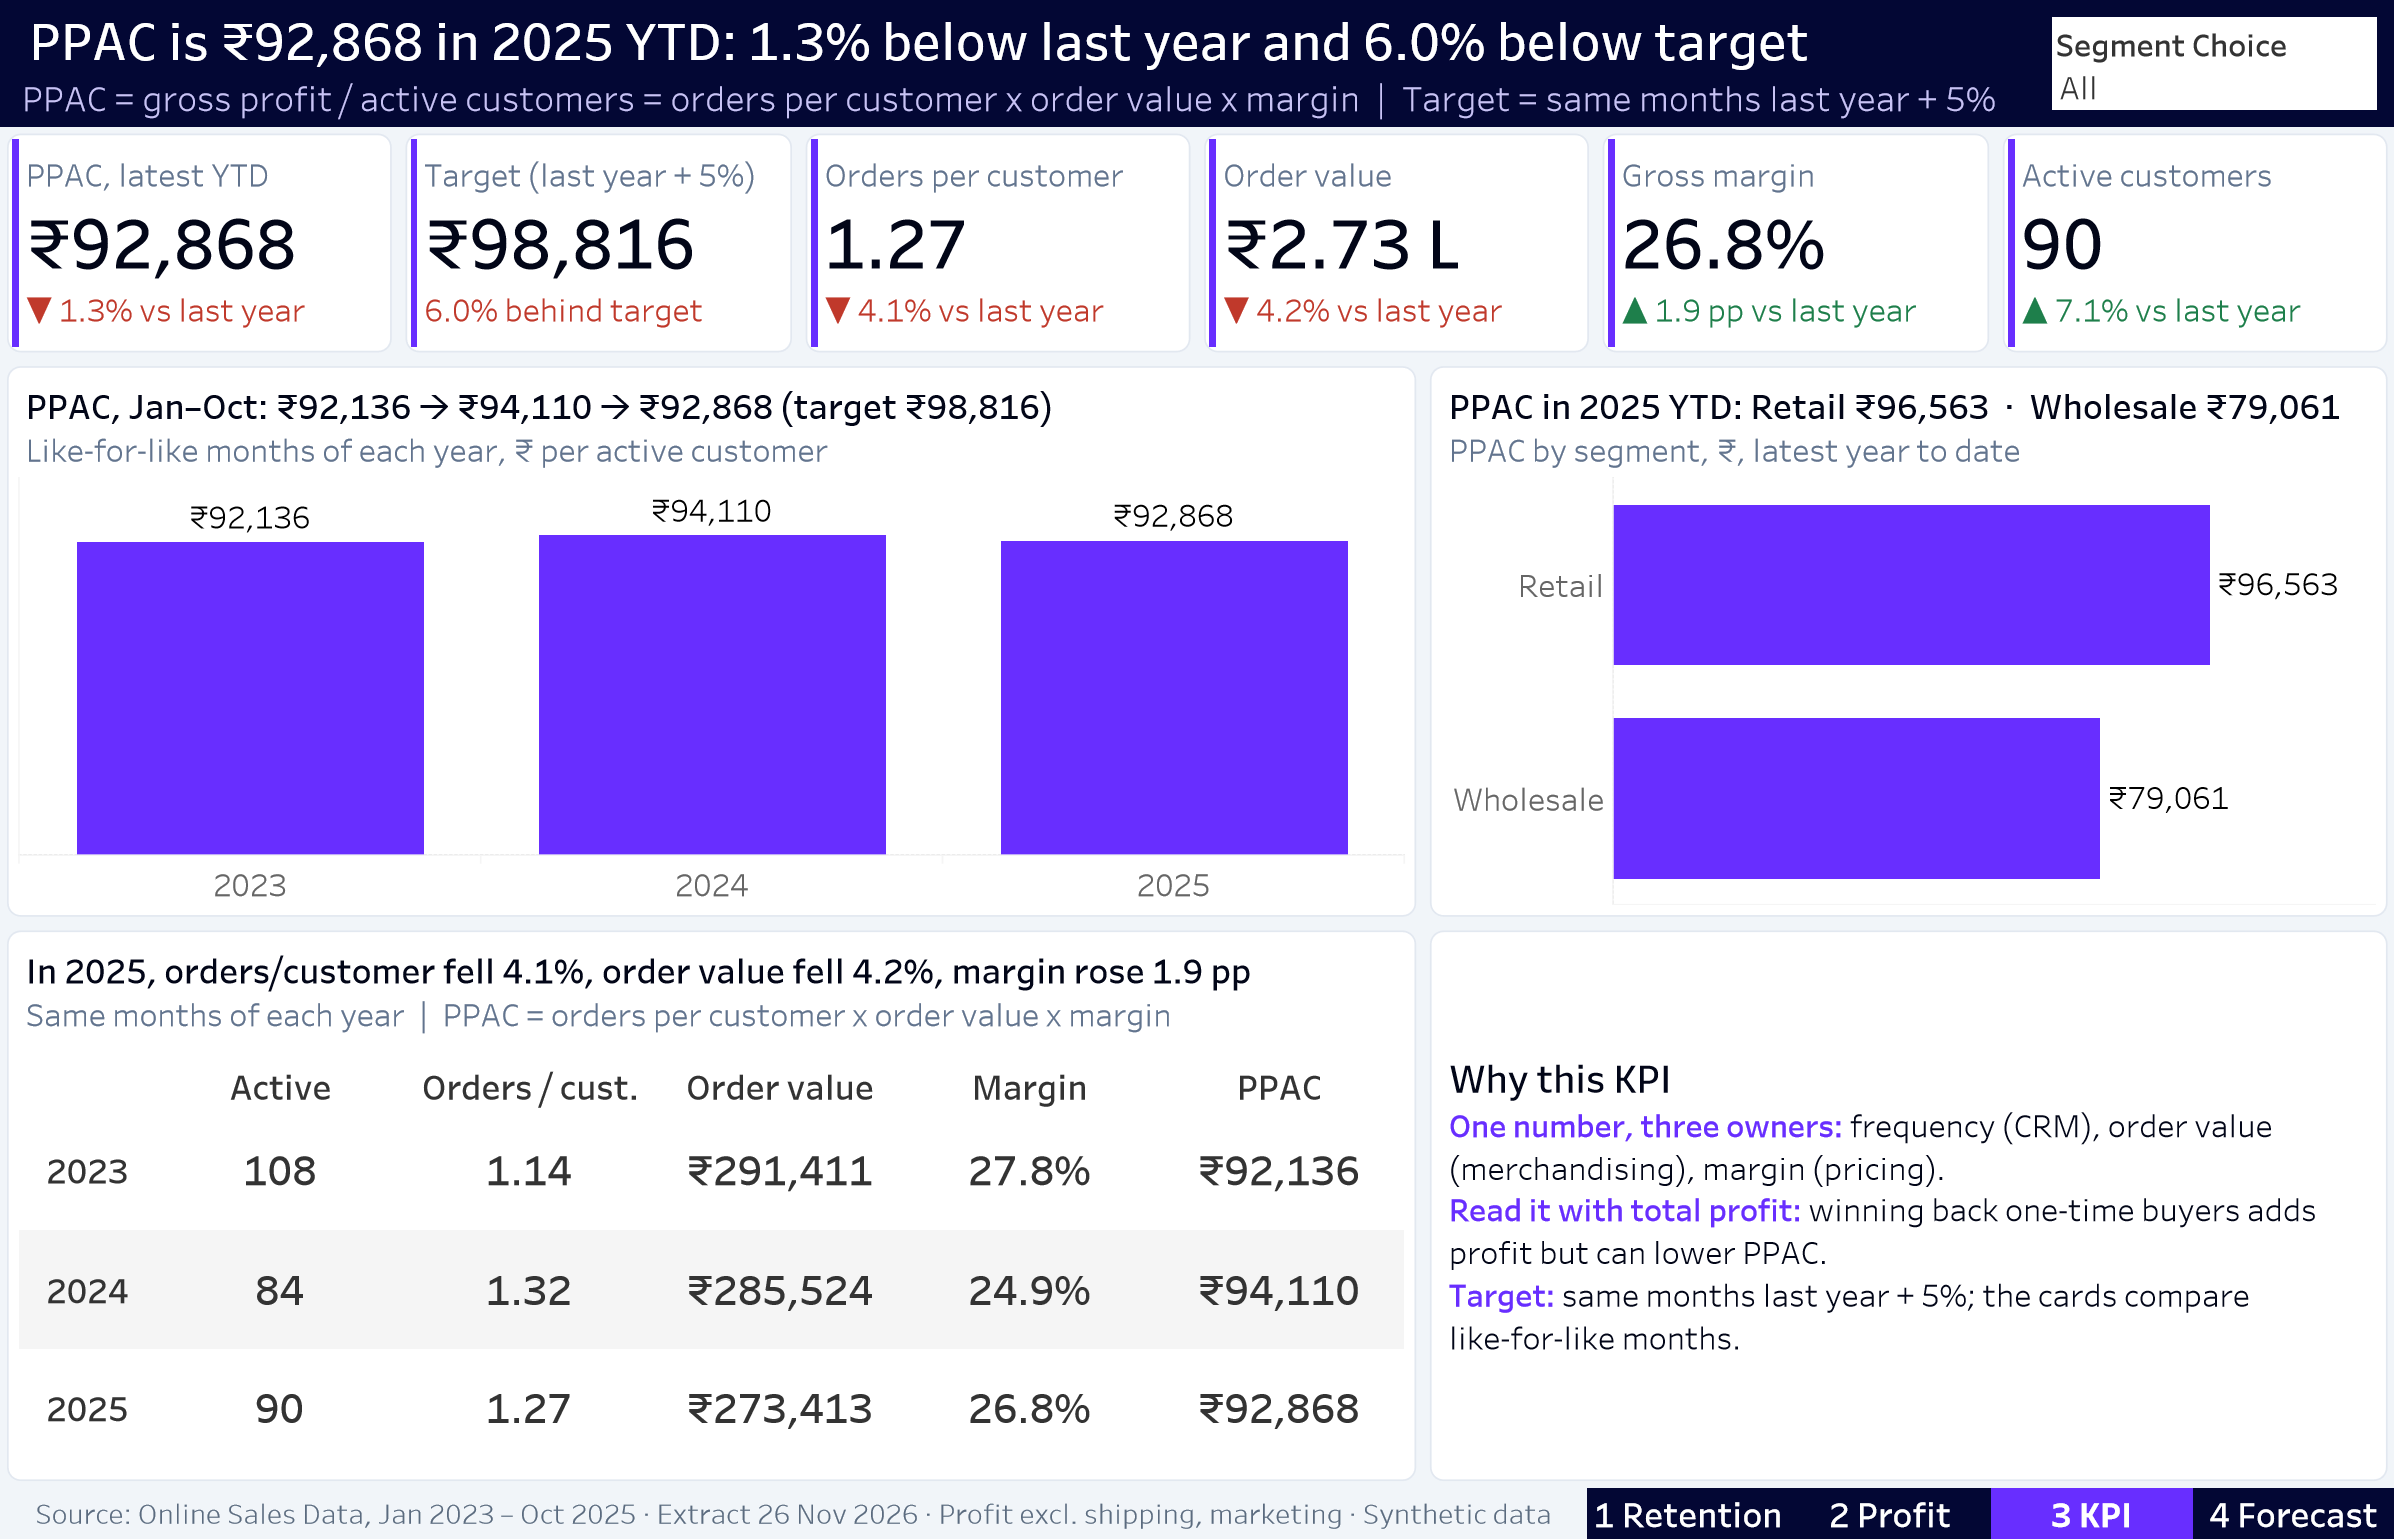 PPAC is ₹92,868 in 2025 YTD: 1.3% below last year and 6.0% below target
PPAC = gross profit / active customers = orders per customer x order value x margin | Target = same months last year + 5%
Segment Choice
All
PPAC, latest YTD
₹92,868
▼ 1.3% vs last year
Target (last year + 5%)
₹98,816
6.0% behind target
Orders per customer
1.27
▼ 4.1% vs last year
Order value
₹2.73 L
▼ 4.2% vs last year
Gross margin
26.8%
▲ 1.9 pp vs last year
Active customers
90
▲ 7.1% vs last year
PPAC, Jan–Oct: ₹92,136 → ₹94,110 → ₹92,868 (target ₹98,816)
Like-for-like months of each year, ₹ per active customer
₹92,136
₹94,110
₹92,868
2023
2024
2025
PPAC in 2025 YTD: Retail ₹96,563 · Wholesale ₹79,061
PPAC by segment, ₹, latest year to date
Retail
₹96,563
Wholesale
₹79,061
In 2025, orders/customer fell 4.1%, order value fell 4.2%, margin rose 1.9 pp
Same months of each year | PPAC = orders per customer x order value x margin
Active Orders / cust. Order value Margin PPAC
2023 108 1.14 ₹291,411 27.8% ₹92,136
2024 84 1.32 ₹285,524 24.9% ₹94,110
2025 90 1.27 ₹273,413 26.8% ₹92,868
Why this KPI
One number, three owners: frequency (CRM), order value
(merchandising), margin (pricing).
Read it with total profit: winning back one-time buyers adds
profit but can lower PPAC.
Target: same months last year + 5%; the cards compare
like-for-like months.
Source: Online Sales Data, Jan 2023 – Oct 2025 · Extract 26 Nov 2026 · Profit excl. shipping, marketing · Synthetic data
1 Retention
2 Profit
3 KPI
4 Forecast